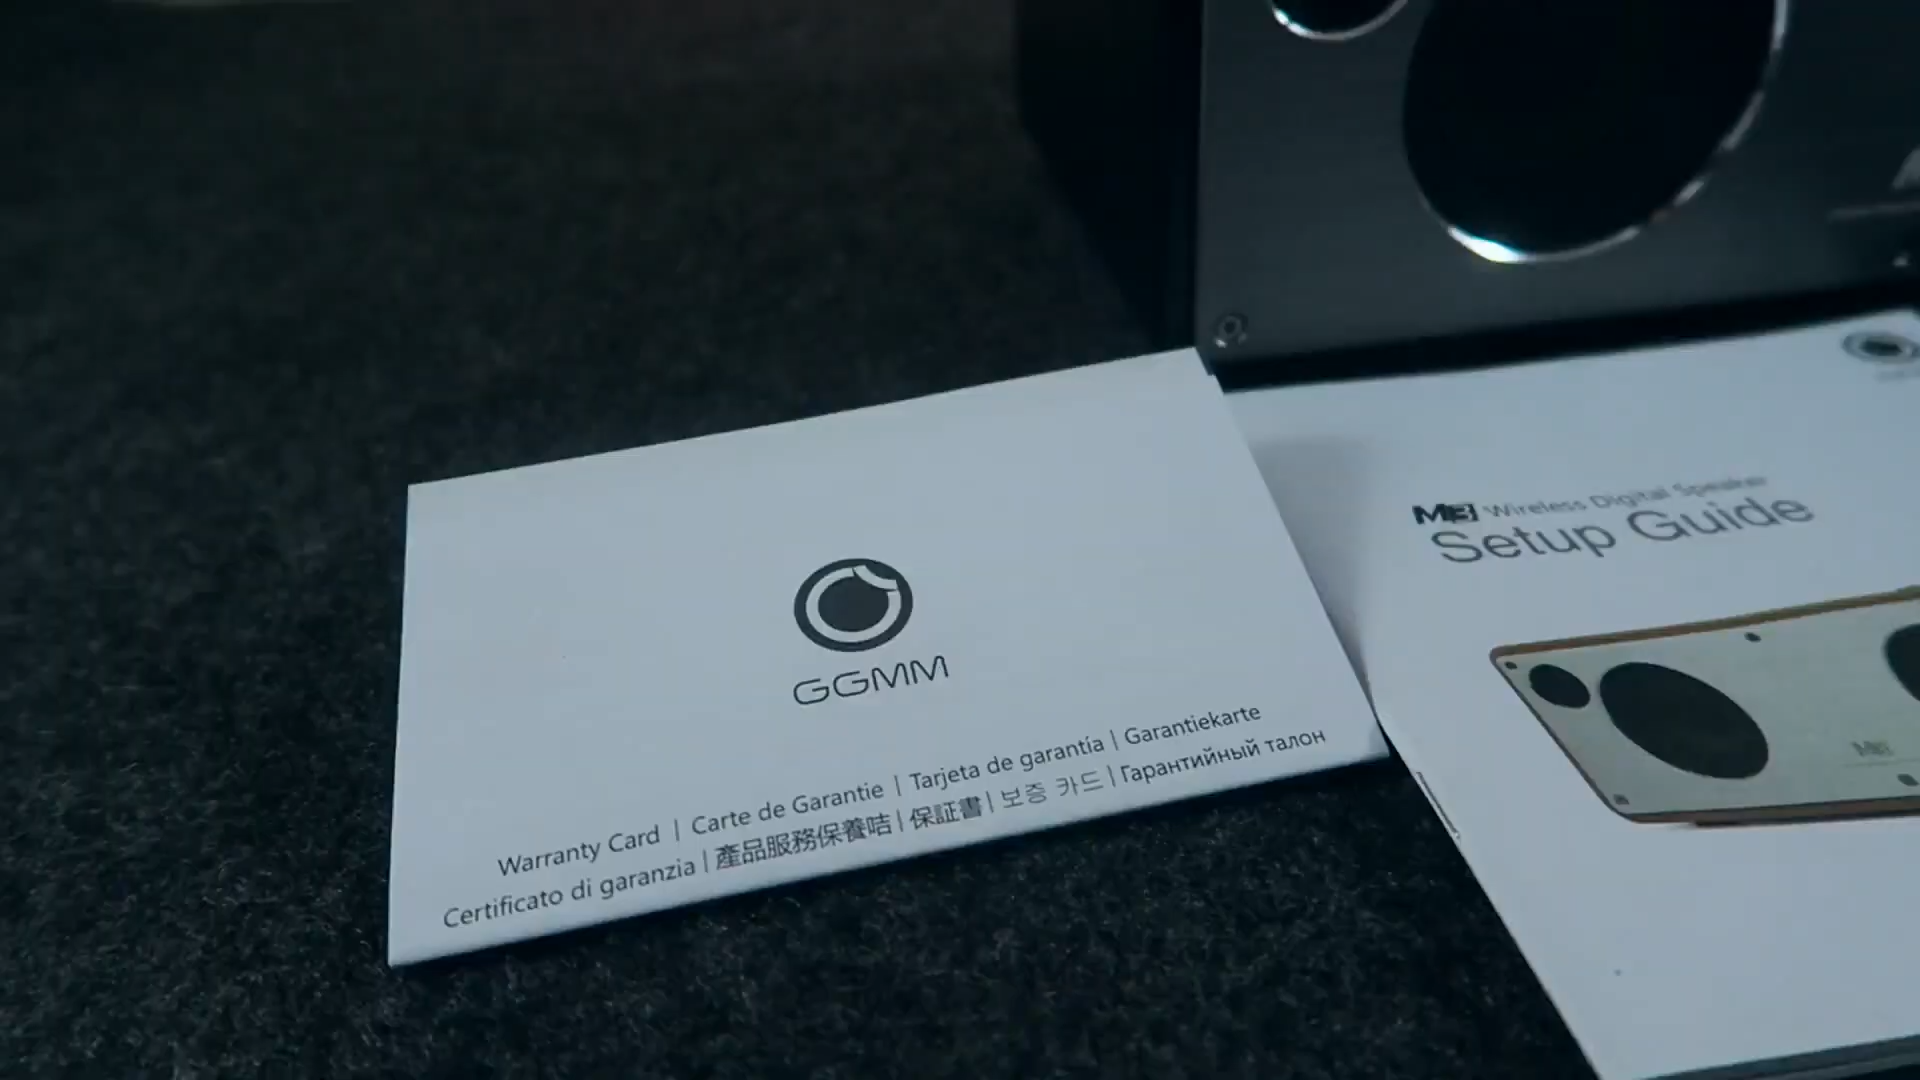 GGMM
Warranty Card | Carte de Garantie | Tarjeta de garantía | Garantiekarte
Certificato di garanzia | 產品服務保養咭 | 保証書 | 보증 카드 | Гарантийный талон
Wireless Digital Speaker
Setup Guide